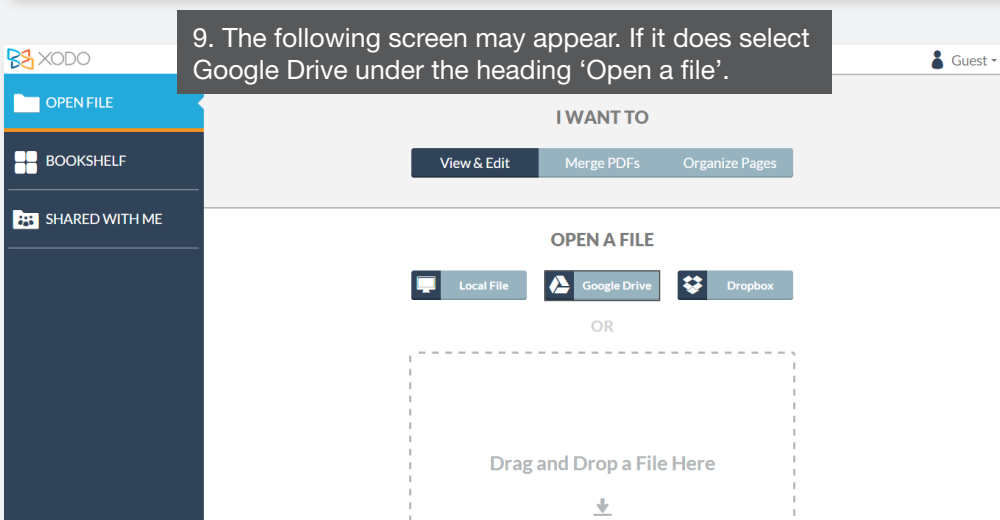 9. The following screen may appear. If it does select
Google Drive under the heading ‘Open a file’.
XODO
Guest
OPEN FILE
BOOKSHELF
SHARED WITH ME
I WANT TO
View & Edit Merge PDFs Organize Pages
OPEN A FILE
Local File Google Drive Dropbox
OR
Drag and Drop a File Here